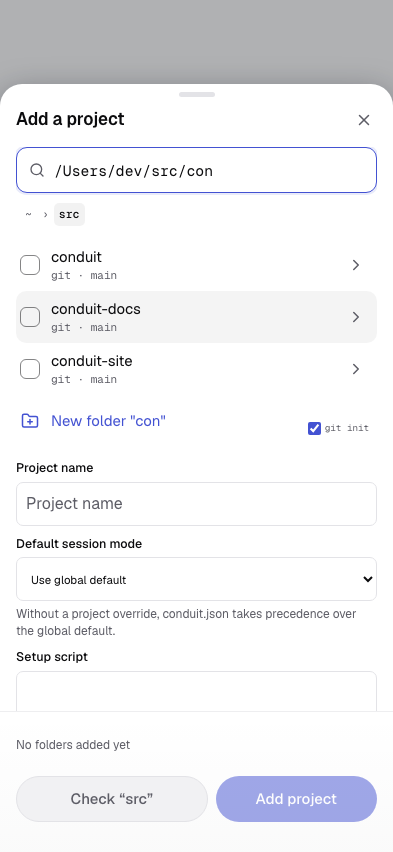 Add a project
/Users/dev/src/con
~ › src
conduit
git · main
conduit-docs
git · main
conduit-site
git · main
New folder "con"
git init
Project name
Project name
Default session mode
Use global default
Without a project override, conduit.json takes precedence over
the global default.
Setup script
No folders added yet
Check “src”
Add project